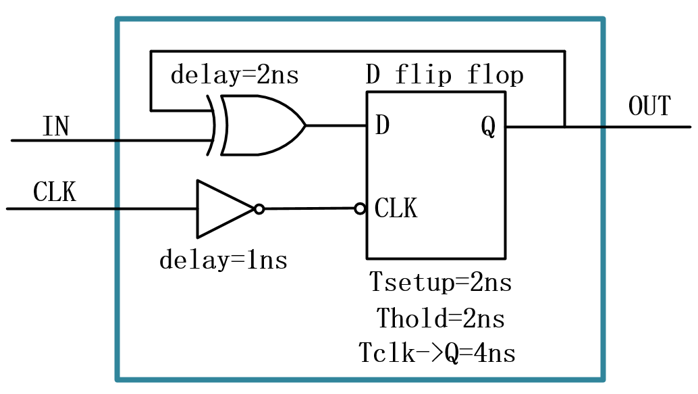 delay=2ns
D flip flop
IN
D
Q
OUT
CLK
CLK
delay=1ns
Tsetup=2ns
Thold=2ns
Tclk->Q=4ns